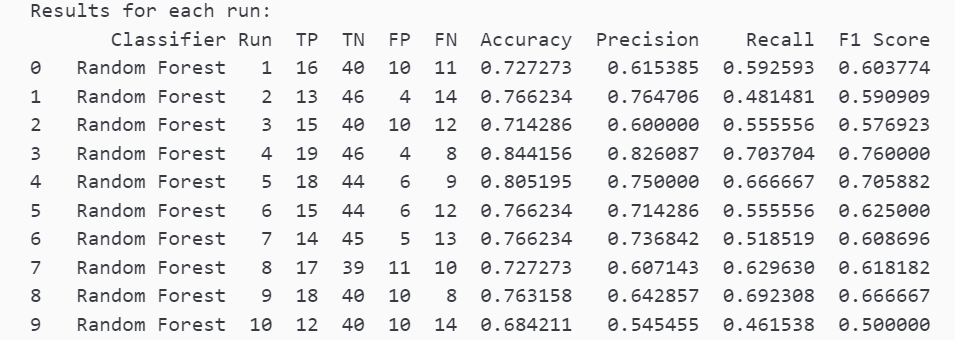 Results for each run:
Classifier Run TP TN FP FN Accuracy Precision Recall F1 Score
0 Random Forest 1 16 40 10 11 0.727273 0.615385 0.592593 0.603774
1 Random Forest 2 13 46 4 14 0.766234 0.764706 0.481481 0.590909
2 Random Forest 3 15 40 10 12 0.714286 0.600000 0.555556 0.576923
3 Random Forest 4 19 46 4 8 0.844156 0.826087 0.703704 0.760000
4 Random Forest 5 18 44 6 9 0.805195 0.750000 0.666667 0.705882
5 Random Forest 6 15 44 6 12 0.766234 0.714286 0.555556 0.625000
6 Random Forest 7 14 45 5 13 0.766234 0.736842 0.518519 0.608696
7 Random Forest 8 17 39 11 10 0.727273 0.607143 0.629630 0.618182
8 Random Forest 9 18 40 10 8 0.763158 0.642857 0.692308 0.666667
9 Random Forest 10 12 40 10 14 0.684211 0.545455 0.461538 0.500000